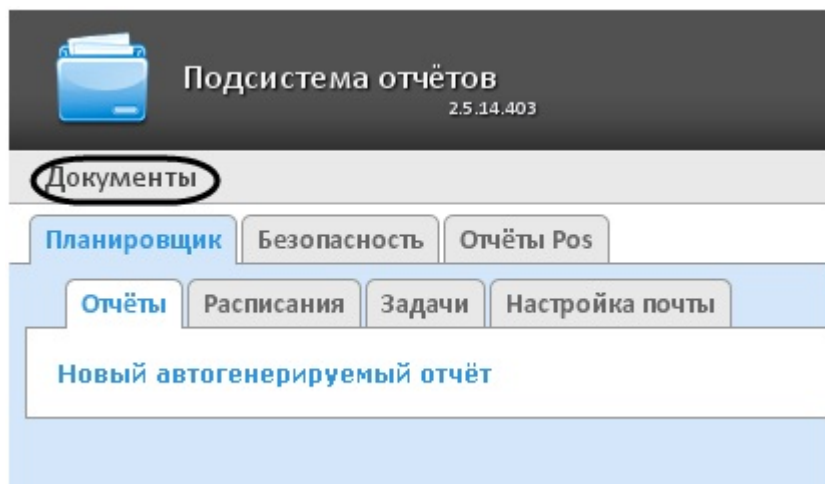 Подсистема отчётов
2.5.14.403
Документы
Планировщик Безопасность Отчёты Pos
Отчёты Расписания Задачи Настройка почты
Новый автогенерируемый отчёт